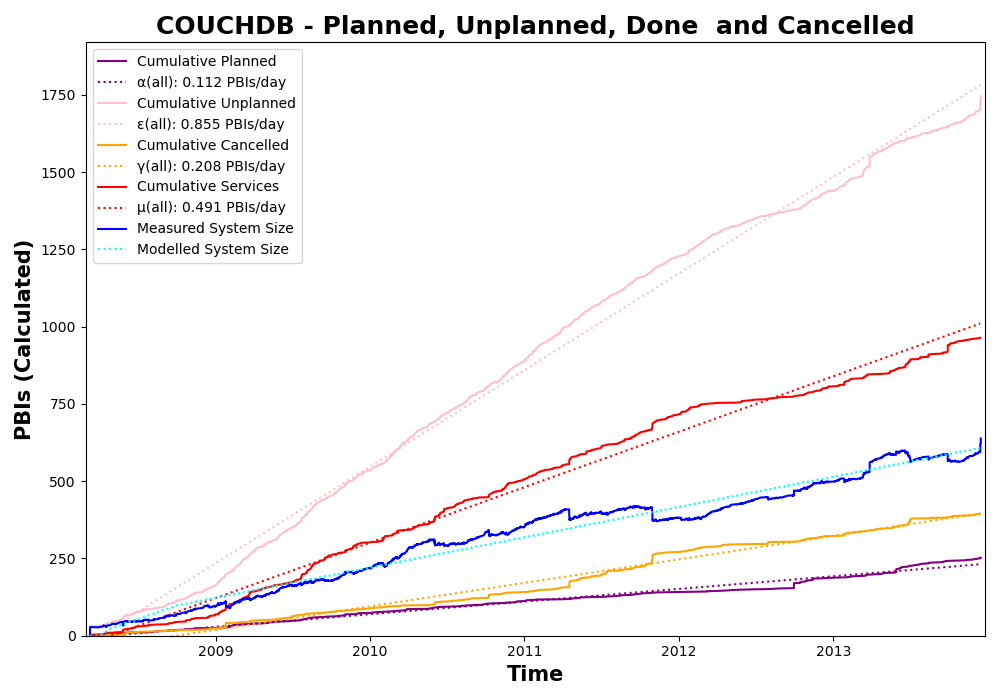 COUCHDB - Planned, Unplanned, Done  and Cancelled
Cumulative Planned
α(all): 0.112 PBIs/day
Cumulative Unplanned
ε(all): 0.855 PBIs/day
Cumulative Cancelled
γ(all): 0.208 PBIs/day
Cumulative Services
μ(all): 0.491 PBIs/day
Measured System Size
Modelled System Size
PBIs (Calculated)
1750
1500
1250
1000
750
500
250
0
2009 2010 2011 2012 2013
Time